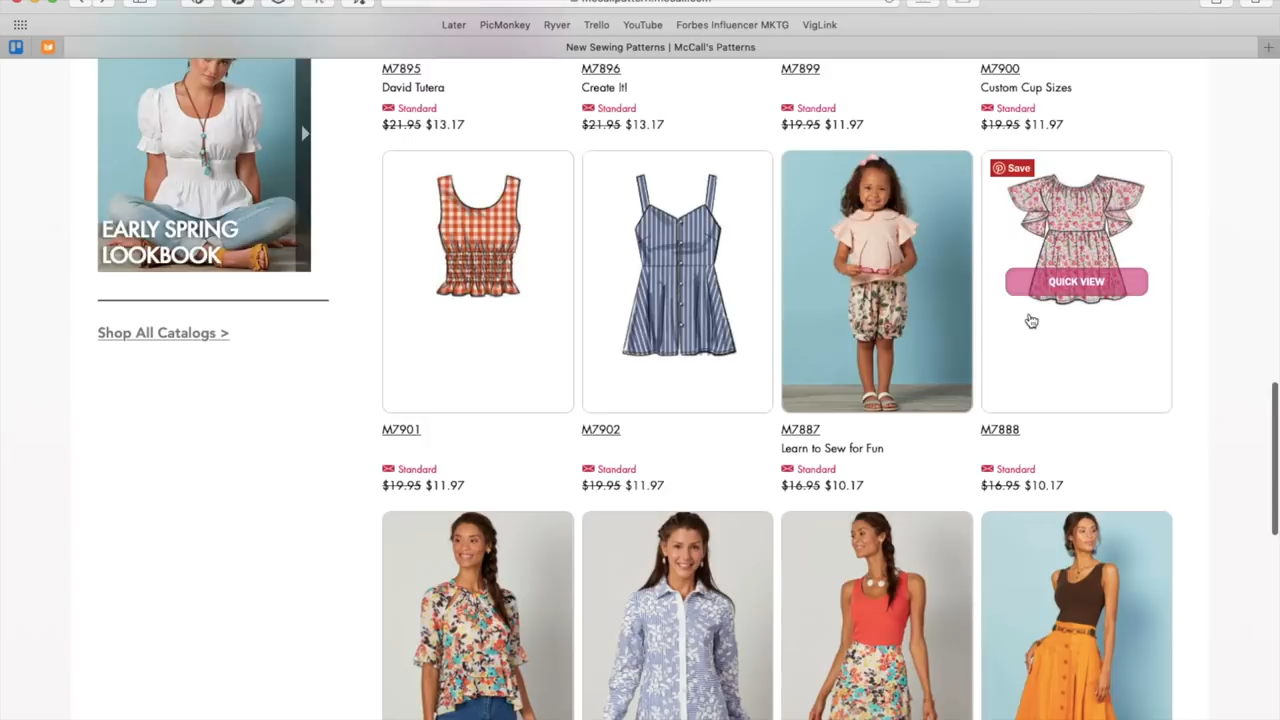 Later PicMonkey Ryver Trello YouTube Forbes Influencer MKTG VigLink
New Sewing Patterns | McCall's Patterns
M7895 M7896 M7899 M7900
David Tutera Create It! Custom Cup Sizes
Standard Standard Standard Standard
$21.95 $13.17 $21.95 $13.17 $19.95 $11.97 $19.95 $11.97
Save
EARLY SPRING
LOOKBOOK
QUICK VIEW
Shop All Catalogs >
M7901 M7902 M7887 M7888
Learn to Sew for Fun
Standard Standard Standard Standard
$19.95 $11.97 $19.95 $11.97 $16.95 $10.17 $16.95 $10.17